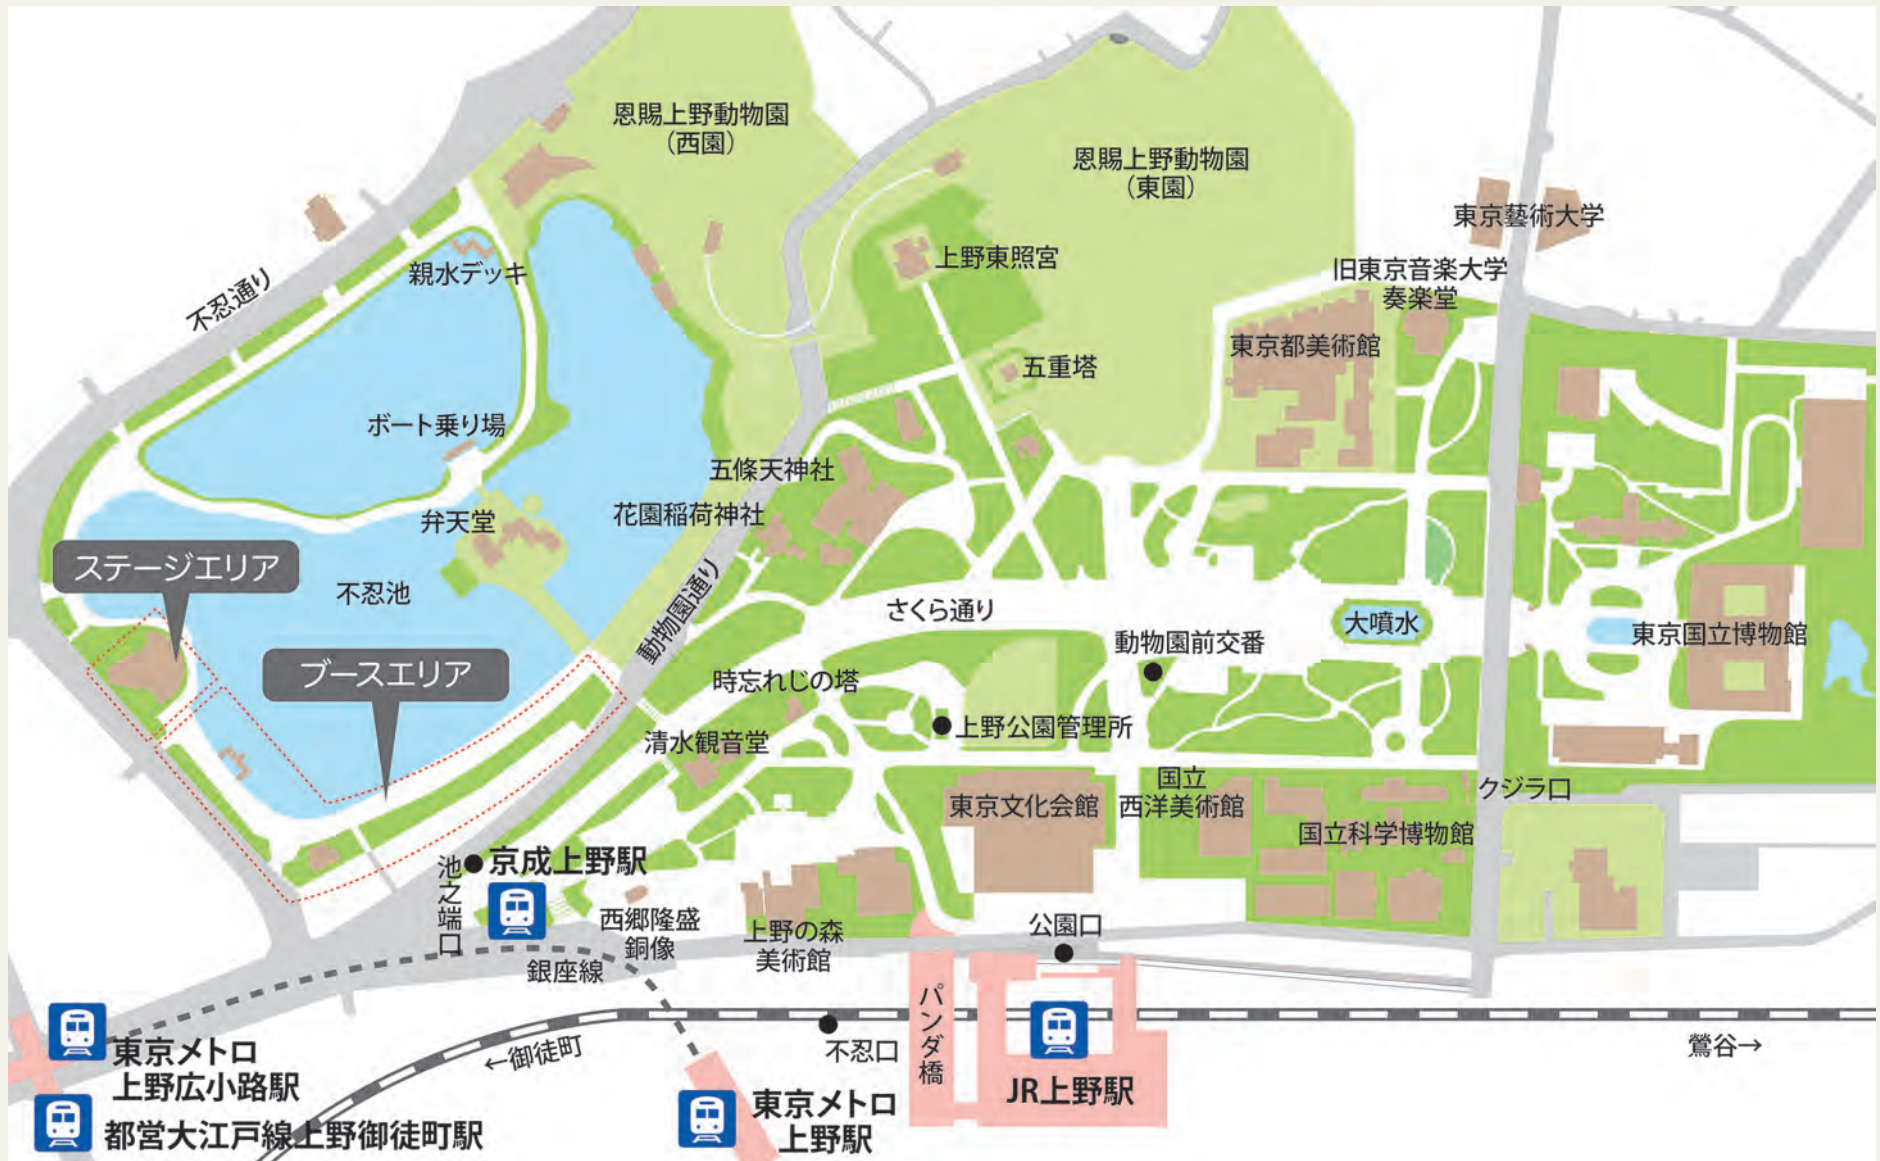 恩賜上野動物園
（西園）
恩賜上野動物園
（東園）
東京藝術大学
上野東照宮
旧東京音楽大学
奏楽堂
親水デッキ
不忍通り
東京都美術館
五重塔
ボート乗り場
五條天神社
花園稲荷神社
弁天堂
ステージエリア
不忍池
動物園通り
さくら通り
大噴水
動物園前交番
東京国立博物館
ブースエリア
時忘れじの塔
上野公園管理所
清水観音堂
国立
西洋美術館
東京文化会館
クジラ口
国立科学博物館
池之端口
京成上野駅
西郷隆盛
銅像
上野の森
美術館
公園口
銀座線
パンダ橋
東京メトロ
上野広小路駅
←御徒町
不忍口
鶯谷→
JR上野駅
東京メトロ
上野駅
都営大江戸線上野御徒町駅